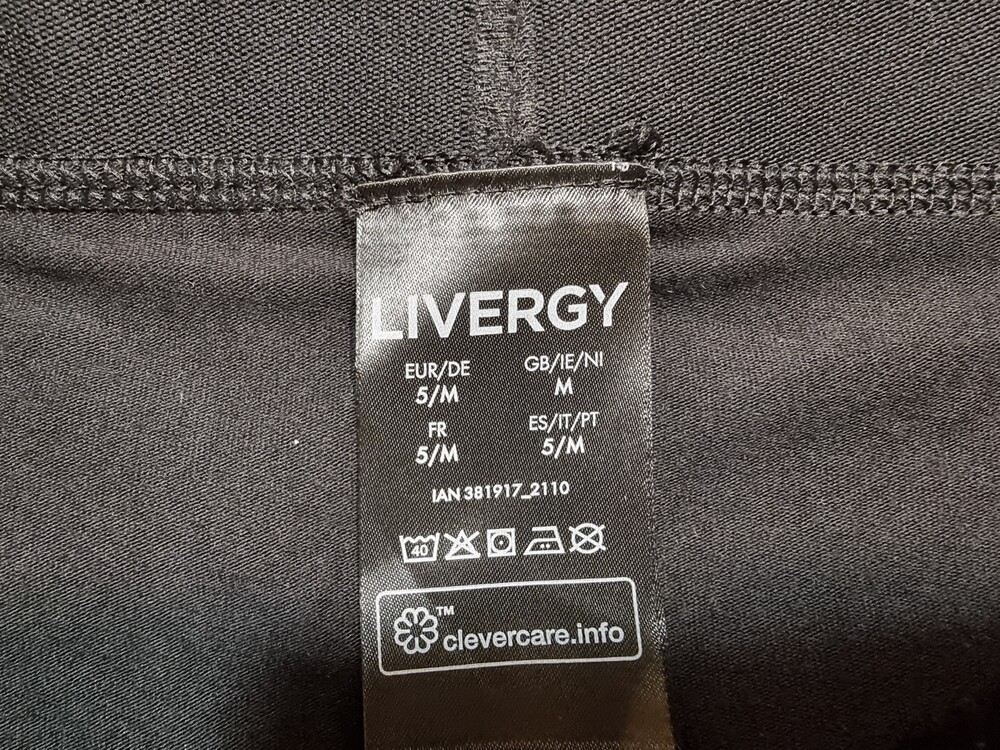 LIVERGY
EUR/DE GB/IE/NI
5/M M
FR ES/IT/PT
5/M 5/M
IAN 381917_2110
40
™
clevercare.info